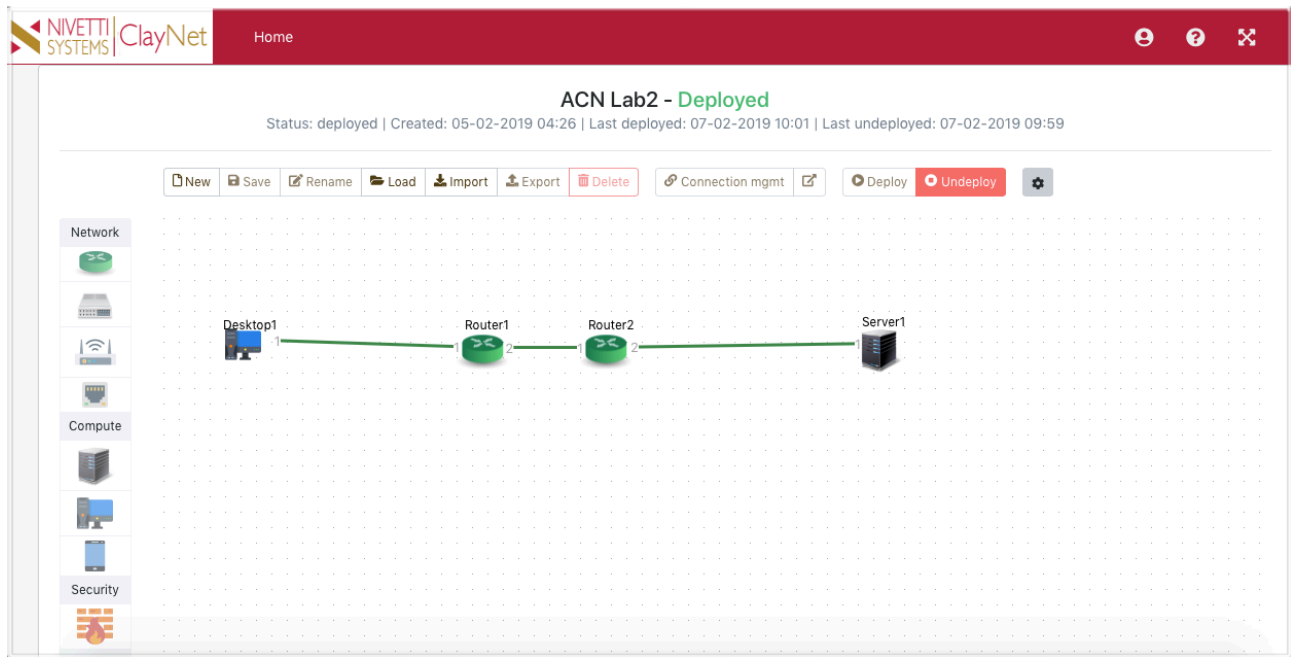 NIVETTI
SYSTEMS
ClayNet
Home
ACN Lab2 - Deployed
Status: deployed | Created: 05-02-2019 04:26 | Last deployed: 07-02-2019 10:01 | Last undeployed: 07-02-2019 09:59
New Save Rename Load Import Export Delete Connection mgmt Deploy Undeploy
Network
Desktop1 Router1 Router2 Server1
1 1 2 1 2 1
Compute
Security